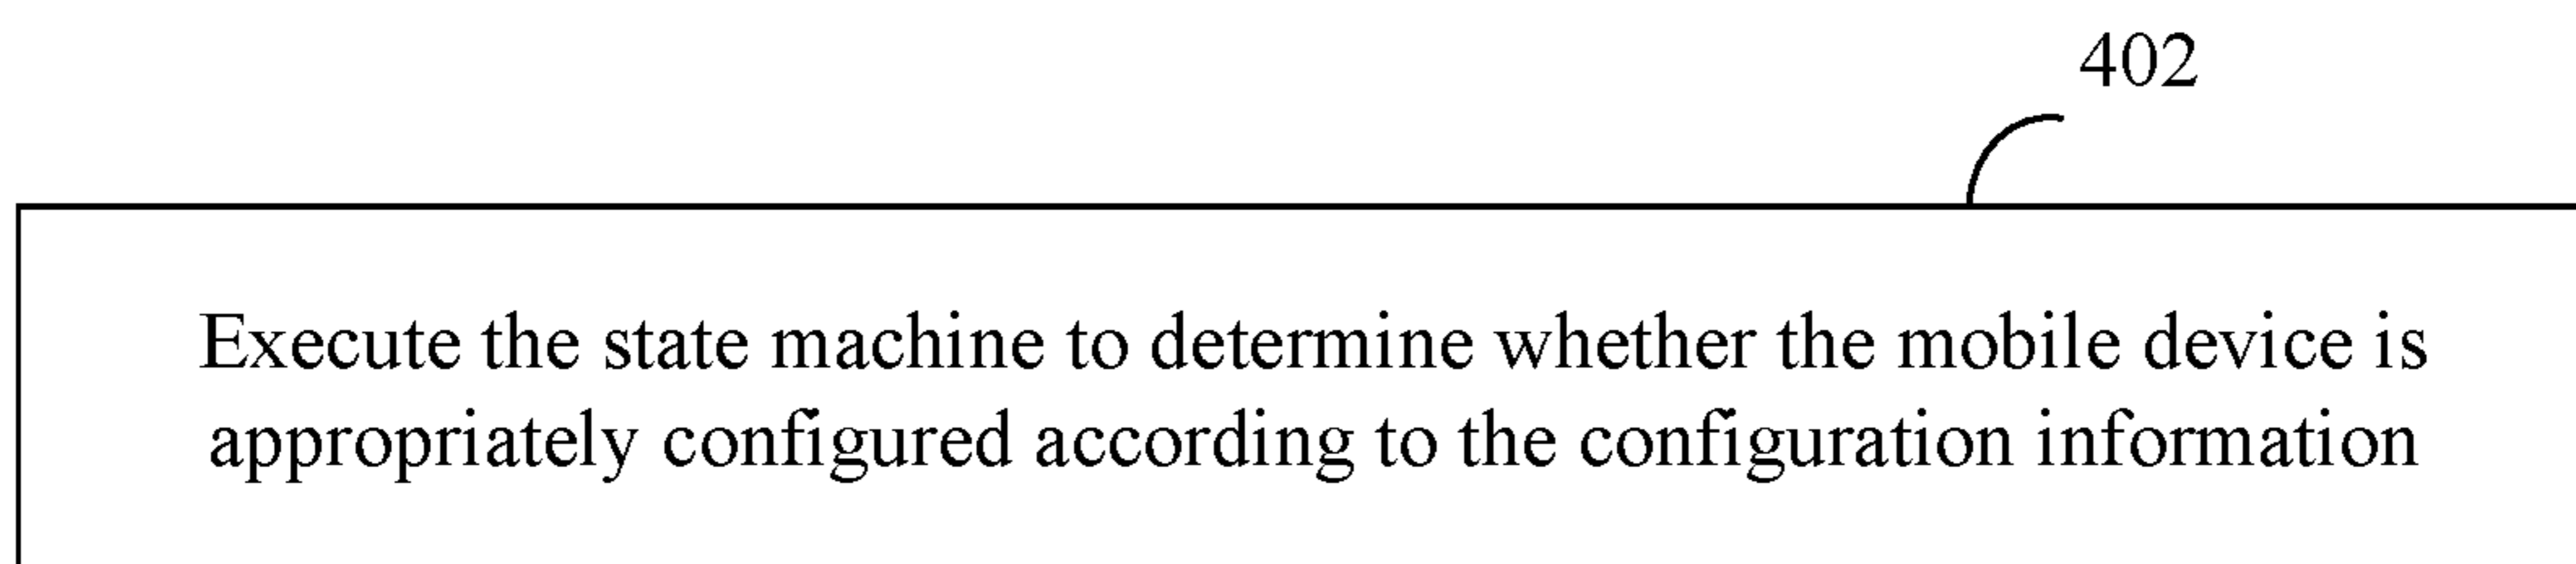 402
Execute the state machine to determine whether the mobile device is
appropriately configured according to the configuration information